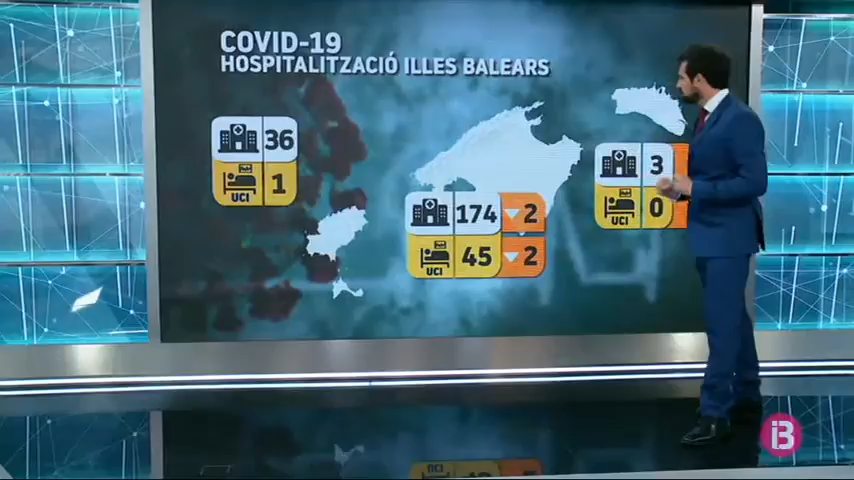 COVID-19
HOSPITALITZACIÓ ILLES BALEARS
36
UCI 1
174 2
UCI 45 2
3
UCI 0
IB